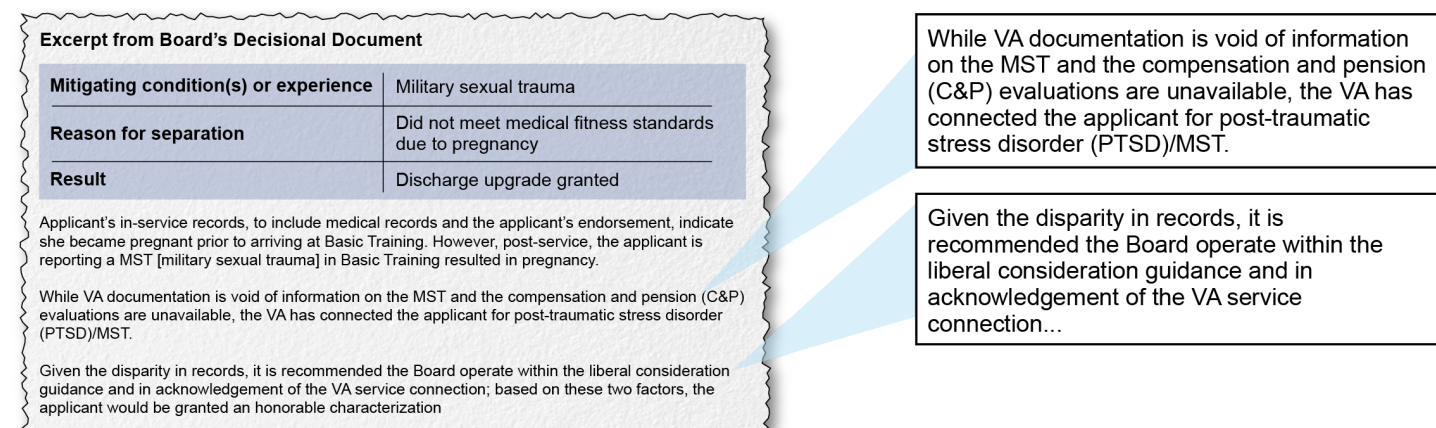 Excerpt from Board's Decisional Document
Mitigating condition(s) or experience Military sexual trauma
Reason for separation Did not meet medical fitness standards
due to pregnancy
Result Discharge upgrade granted
Applicant's in-service records, to include medical records and the applicant's endorsement, indicate
she became pregnant prior to arriving at Basic Training. However, post-service, the applicant is
reporting a MST [military sexual trauma] in Basic Training resulted in pregnancy.
While VA documentation is void of information on the MST and the compensation and pension (C&P)
evaluations are unavailable, the VA has connected the applicant for post-traumatic stress disorder
(PTSD)/MST.
Given the disparity in records, it is recommended the Board operate within the liberal consideration
guidance and in acknowledgement of the VA service connection; based on these two factors, the
applicant would be granted an honorable characterization
While VA documentation is void of information
on the MST and the compensation and pension
(C&P) evaluations are unavailable, the VA has
connected the applicant for post-traumatic
stress disorder (PTSD)/MST.
Given the disparity in records, it is
recommended the Board operate within the
liberal consideration guidance and in
acknowledgement of the VA service
connection...